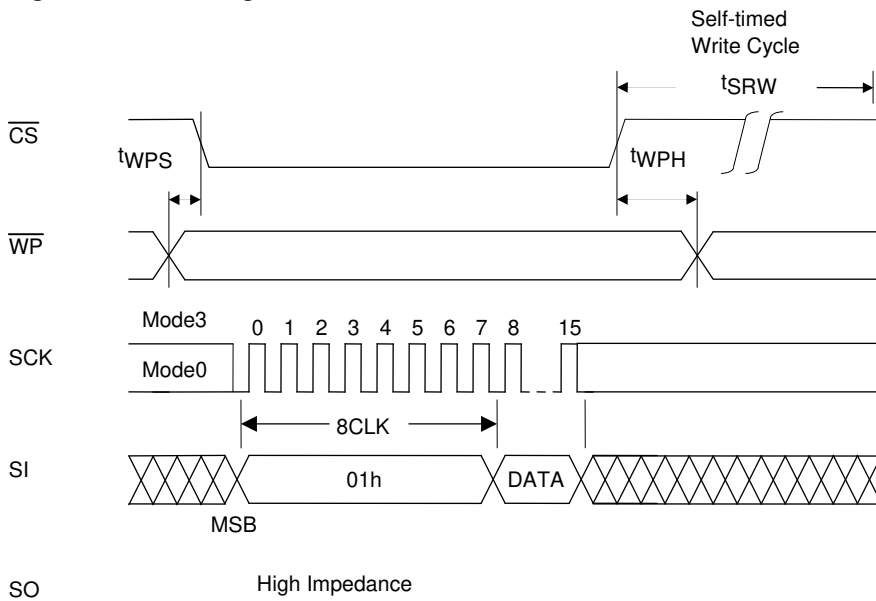 Self-timed
Write Cycle
tSRW
CS
tWPS
tWPH
WP
Mode3
0 1 2 3 4 5 6 7 8 15
SCK
Mode0
8CLK
SI
01h
DATA
MSB
SO
High Impedance